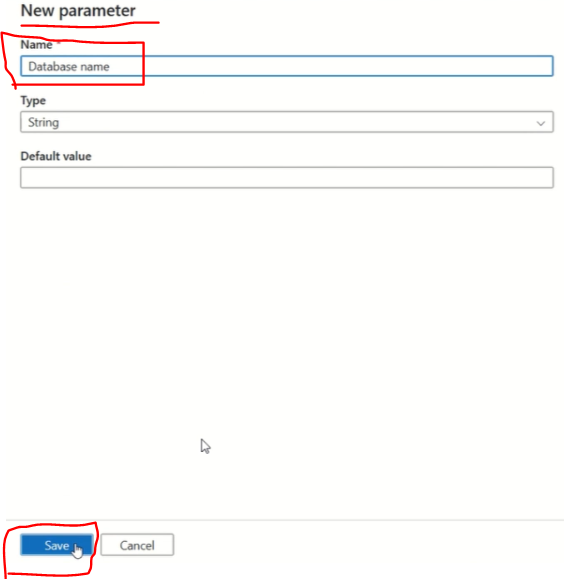 New parameter
Name *
Database name
Type
String
Default value
Save
Cancel